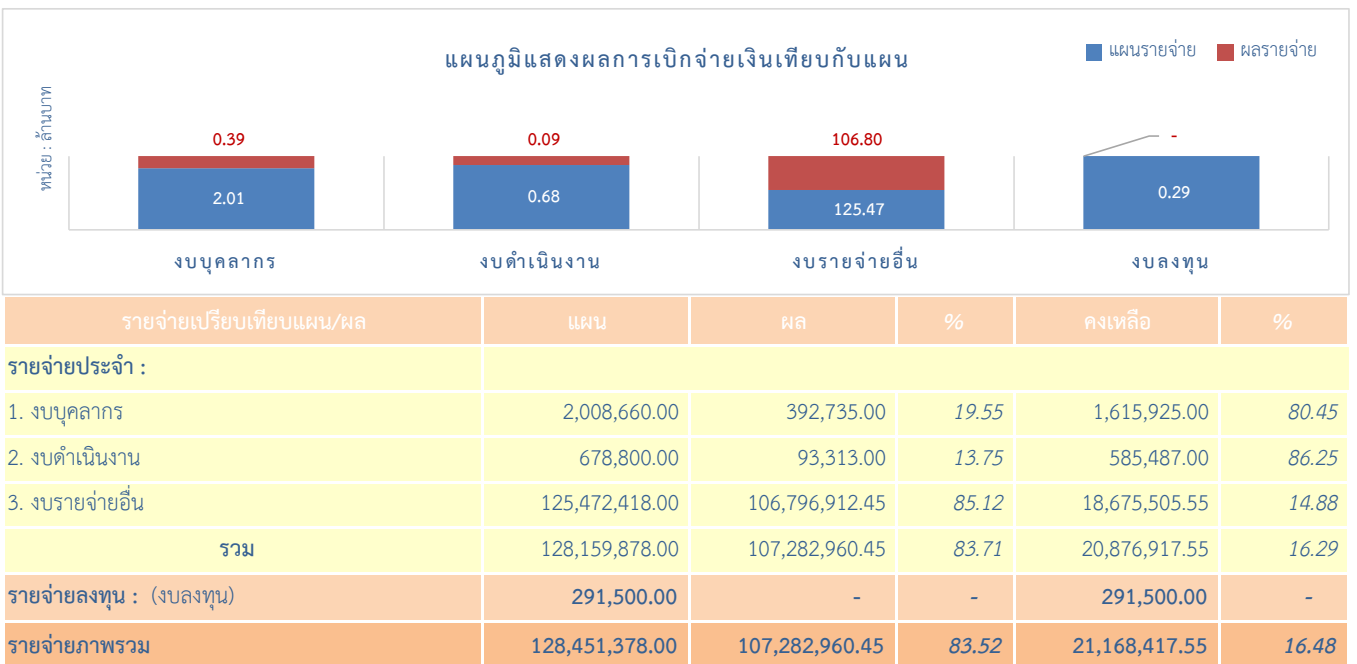 แผนภูมิแสดงผลการเบิกจ่ายเงินเทียบกับแผน
แผนรายจ่าย ผลรายจ่าย
หน่วย : ล้านบาท
0.39 0.09 106.80 -
2.01 0.68 125.47 0.29
งบบุคลากร งบดำเนินงาน งบรายจ่ายอื่น งบลงทุน
รายจ่ายเปรียบเทียบแผน/ผล แผน ผล % คงเหลือ %
รายจ่ายประจำ :
1. งบบุคลากร 2,008,660.00 392,735.00 19.55 1,615,925.00 80.45
2. งบดำเนินงาน 678,800.00 93,313.00 13.75 585,487.00 86.25
3. งบรายจ่ายอื่น 125,472,418.00 106,796,912.45 85.12 18,675,505.55 14.88
รวม 128,159,878.00 107,282,960.45 83.71 20,876,917.55 16.29
รายจ่ายลงทุน : (งบลงทุน) 291,500.00 - - 291,500.00 -
รายจ่ายภาพรวม 128,451,378.00 107,282,960.45 83.52 21,168,417.55 16.48